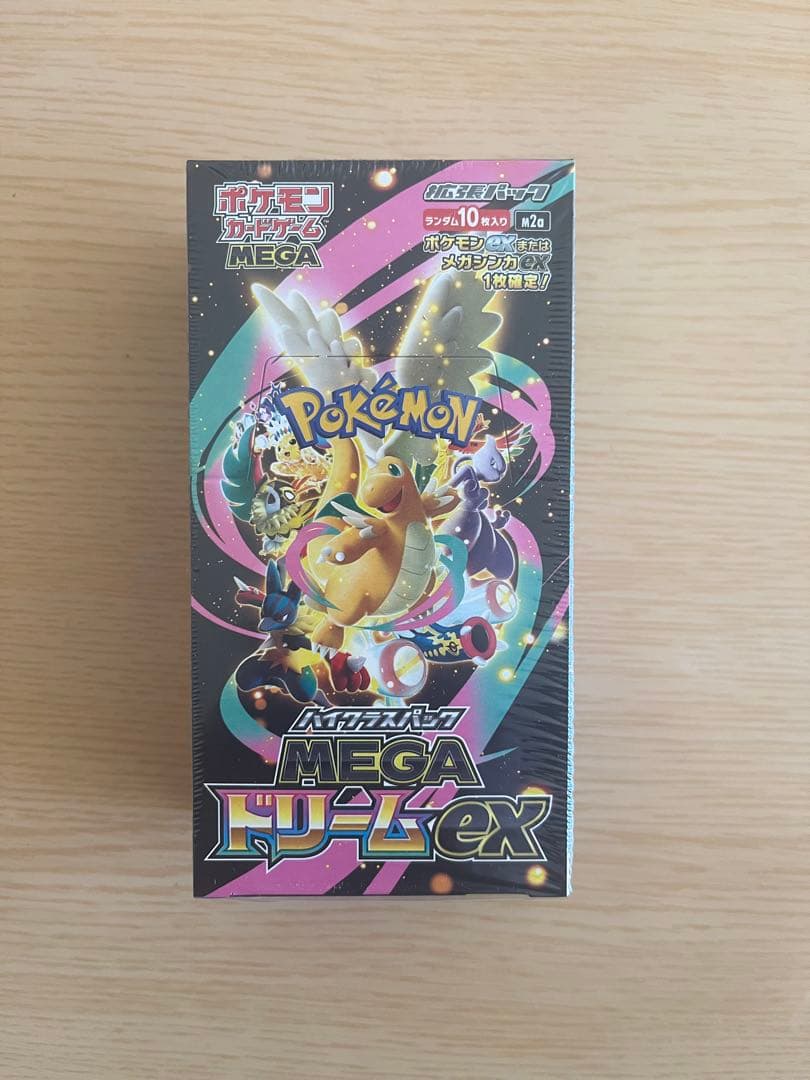 ポケモン
カードゲーム
MEGA
拡張パック
ランダム10枚入り M2a
ポケモンexまたは
メガシンカex
1枚確定!
POKéMON
ハイクラスパック
MEGA
ドリームex